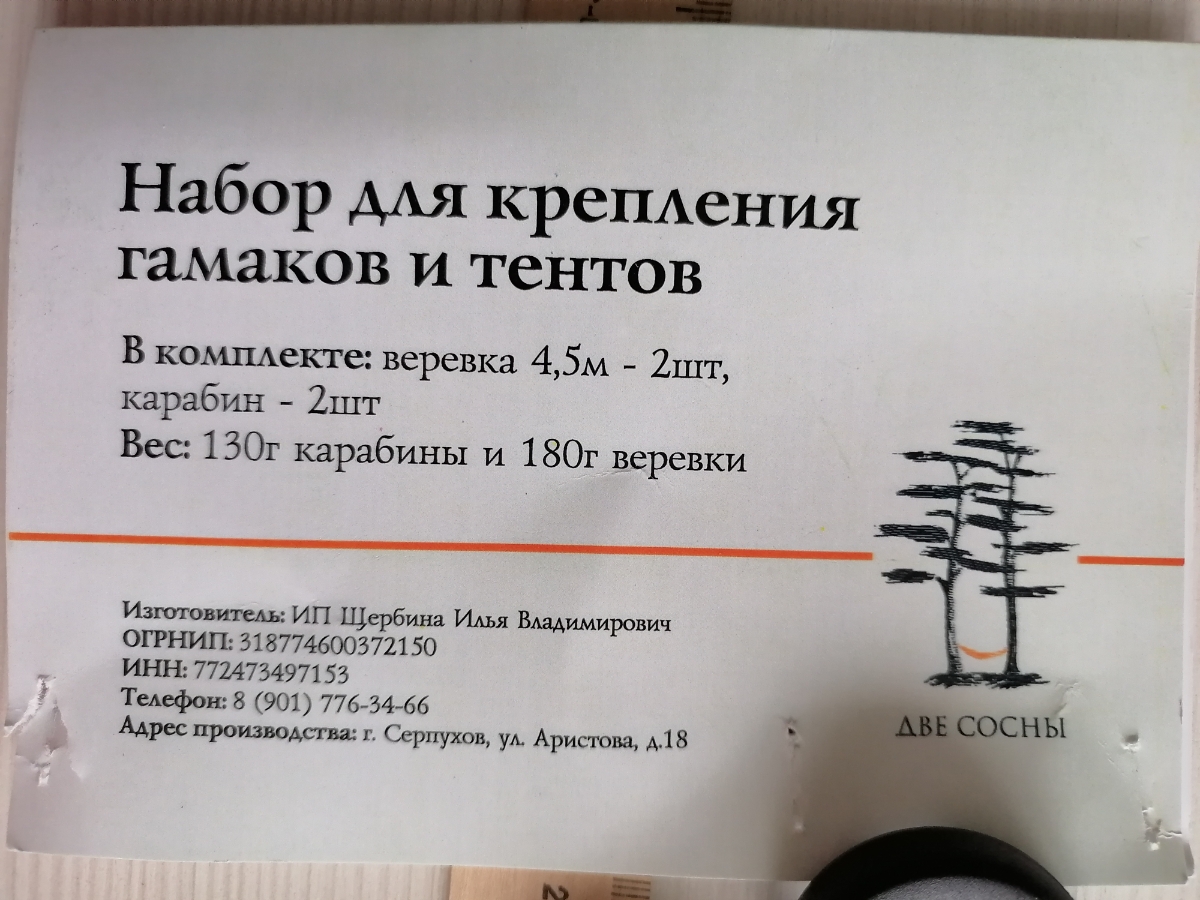 Набор для крепления
гамаков и тентов
В комплекте: веревка 4,5м - 2шт,
карабин - 2шт
Вес: 130г карабины и 180г веревки
Изготовитель: ИП Щербина Илья Владимирович
ОГРНИП: 318774600372150
ИНН: 772473497153
Телефон: 8 (901) 776-34-66
Адрес производства: г. Серпухов, ул. Аристова, д.18
ДВЕ СОСНЫ
2